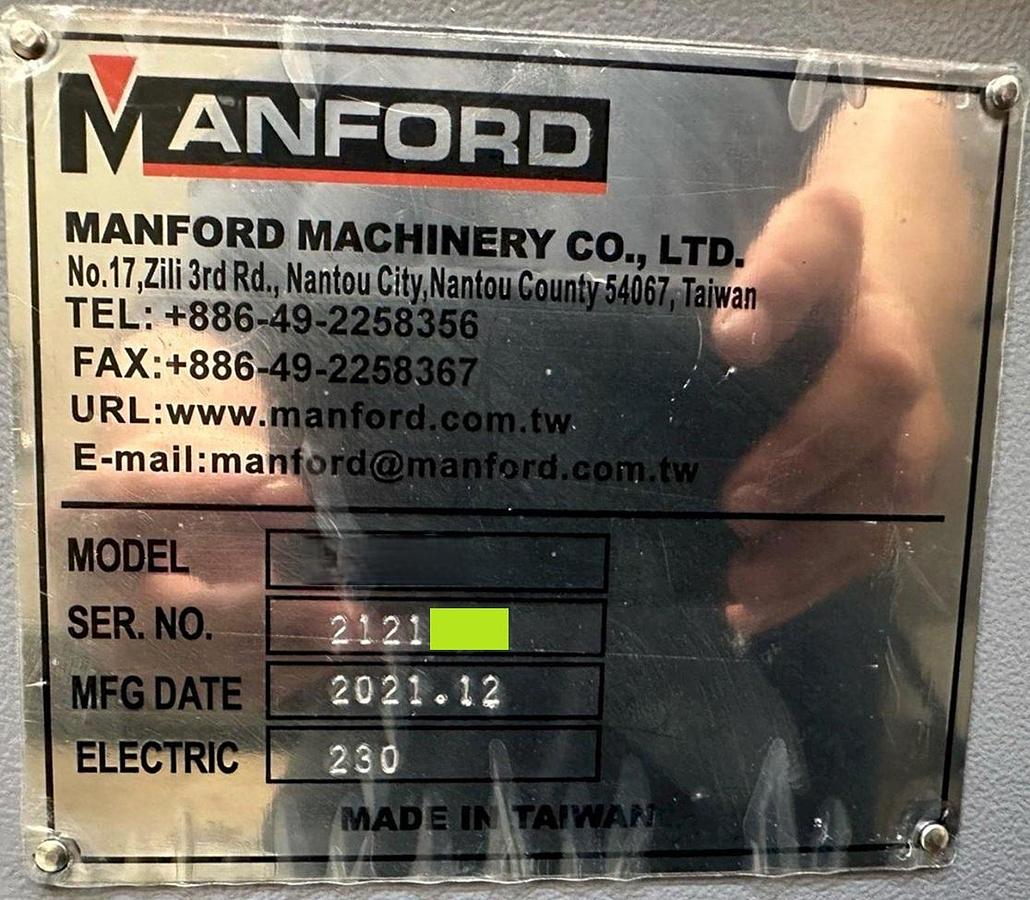 MANFORD
MANFORD MACHINERY CO., LTD.
No.17,Zili 3rd Rd., Nantou City,Nantou County 54067, Taiwan
TEL: +886-49-2258356
FAX:+886-49-2258367
URL:www.manford.com.tw
E-mail:manford@manford.com.tw
MODEL
SER. NO. 2121
MFG DATE 2021.12
ELECTRIC 230
MADE IN TAIWAN